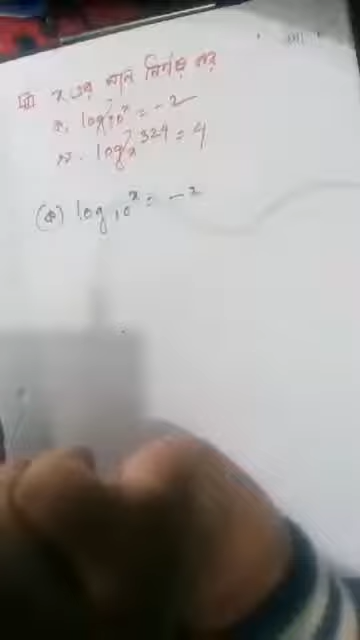 x এর মান নির্ণয় কর
ক. log₁₀x = -2
খ. logₓ324 = 4
(ক) log₁₀x = -2